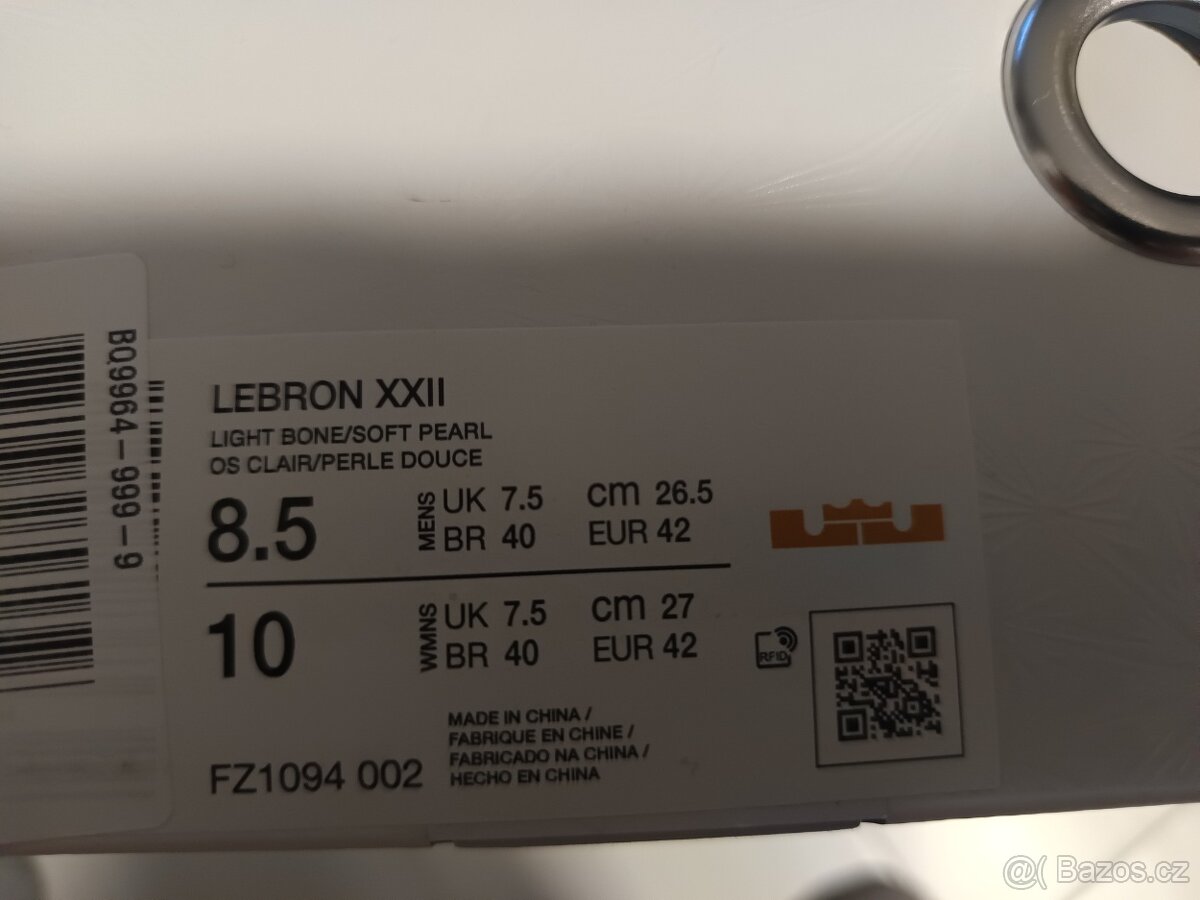 BQ9964-999-9
LEBRON XXII
LIGHT BONE/SOFT PEARL
OS CLAIR/PERLE DOUCE
8.5 MENS UK 7.5 cm 26.5
BR 40 EUR 42
10 WMNS UK 7.5 cm 27
BR 40 EUR 42
RFID
MADE IN CHINA /
FABRIQUE EN CHINE /
FABRICADO NA CHINA /
HECHO EN CHINA
FZ1094 002
@( Bazos.cz